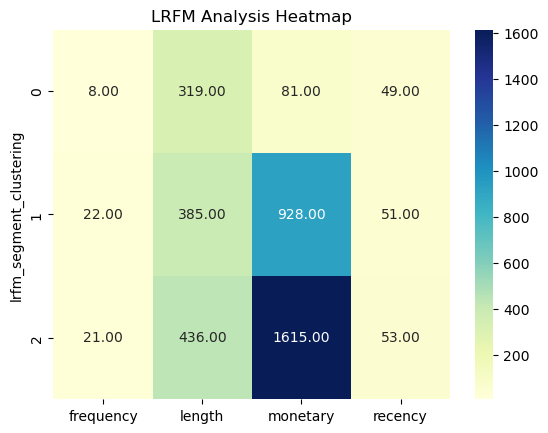 LRFM Analysis Heatmap
lrfm_segment_clustering
0
8.00 319.00 81.00 49.00
1
22.00 385.00 928.00 51.00
2
21.00 436.00 1615.00 53.00
frequency length monetary recency
1600
1400
1200
1000
800
600
400
200